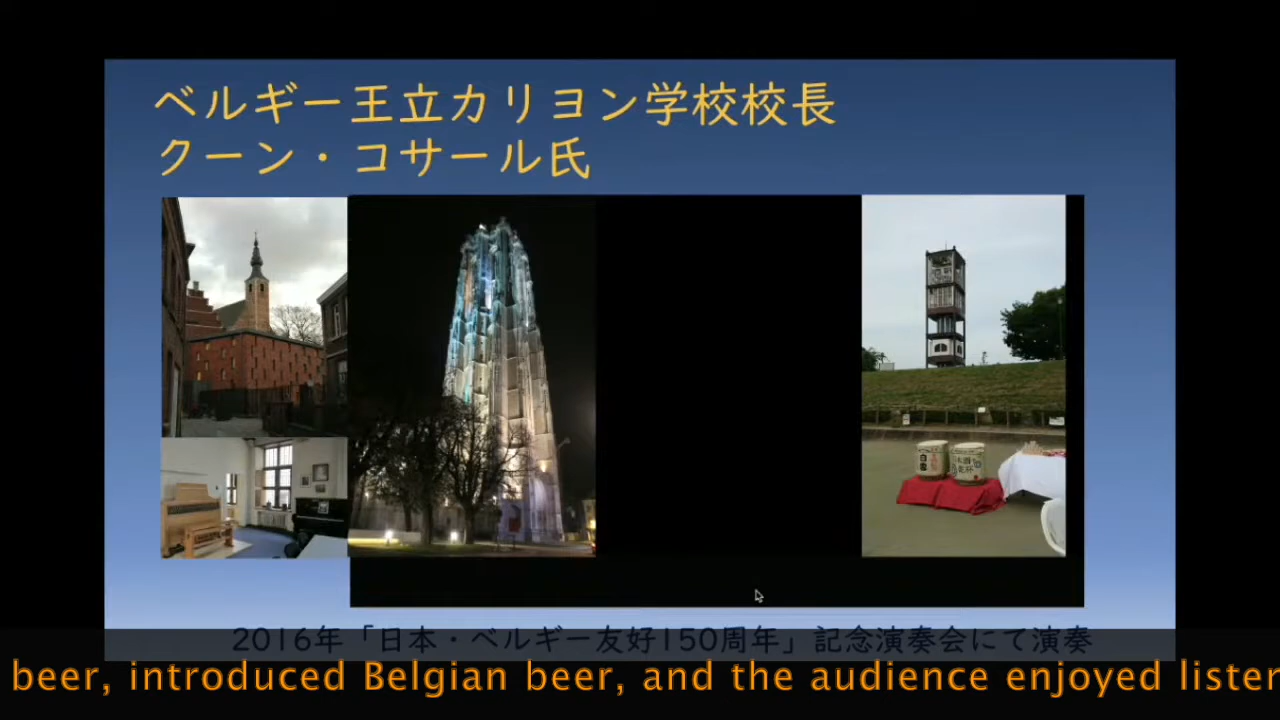 ベルギー王立カリヨン学校校長
クーン・コサール氏
2016年「日本・ベルギー友好150周年」記念演奏会にて演奏
beer, introduced Belgian beer, and the audience enjoyed lister